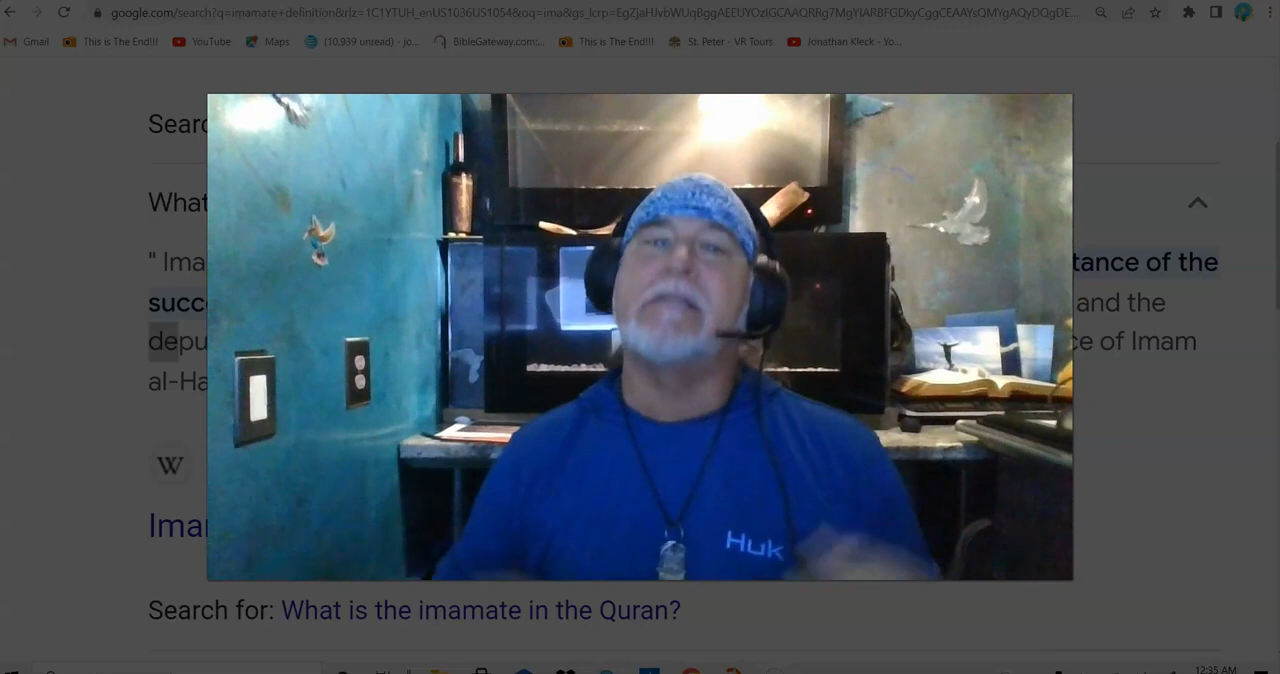 google.com/search?q=imamate+definition&rlz=1C1YTUH_enUS1036US1054&oq=ima&gs_lcrp=
Gmail This is The End!!! YouTube Maps (10,939 unread) - jo... BibleGateway.com:... This is The End!!! St. Peter - VR Tours Jonathan Kleck - Yo...
Searc
What
" Ima tance of the
succe and the
depu ce of Imam
al-Ha
W
Imar
Huk
Search for: What is the imamate in the Quran?
12:35 AM